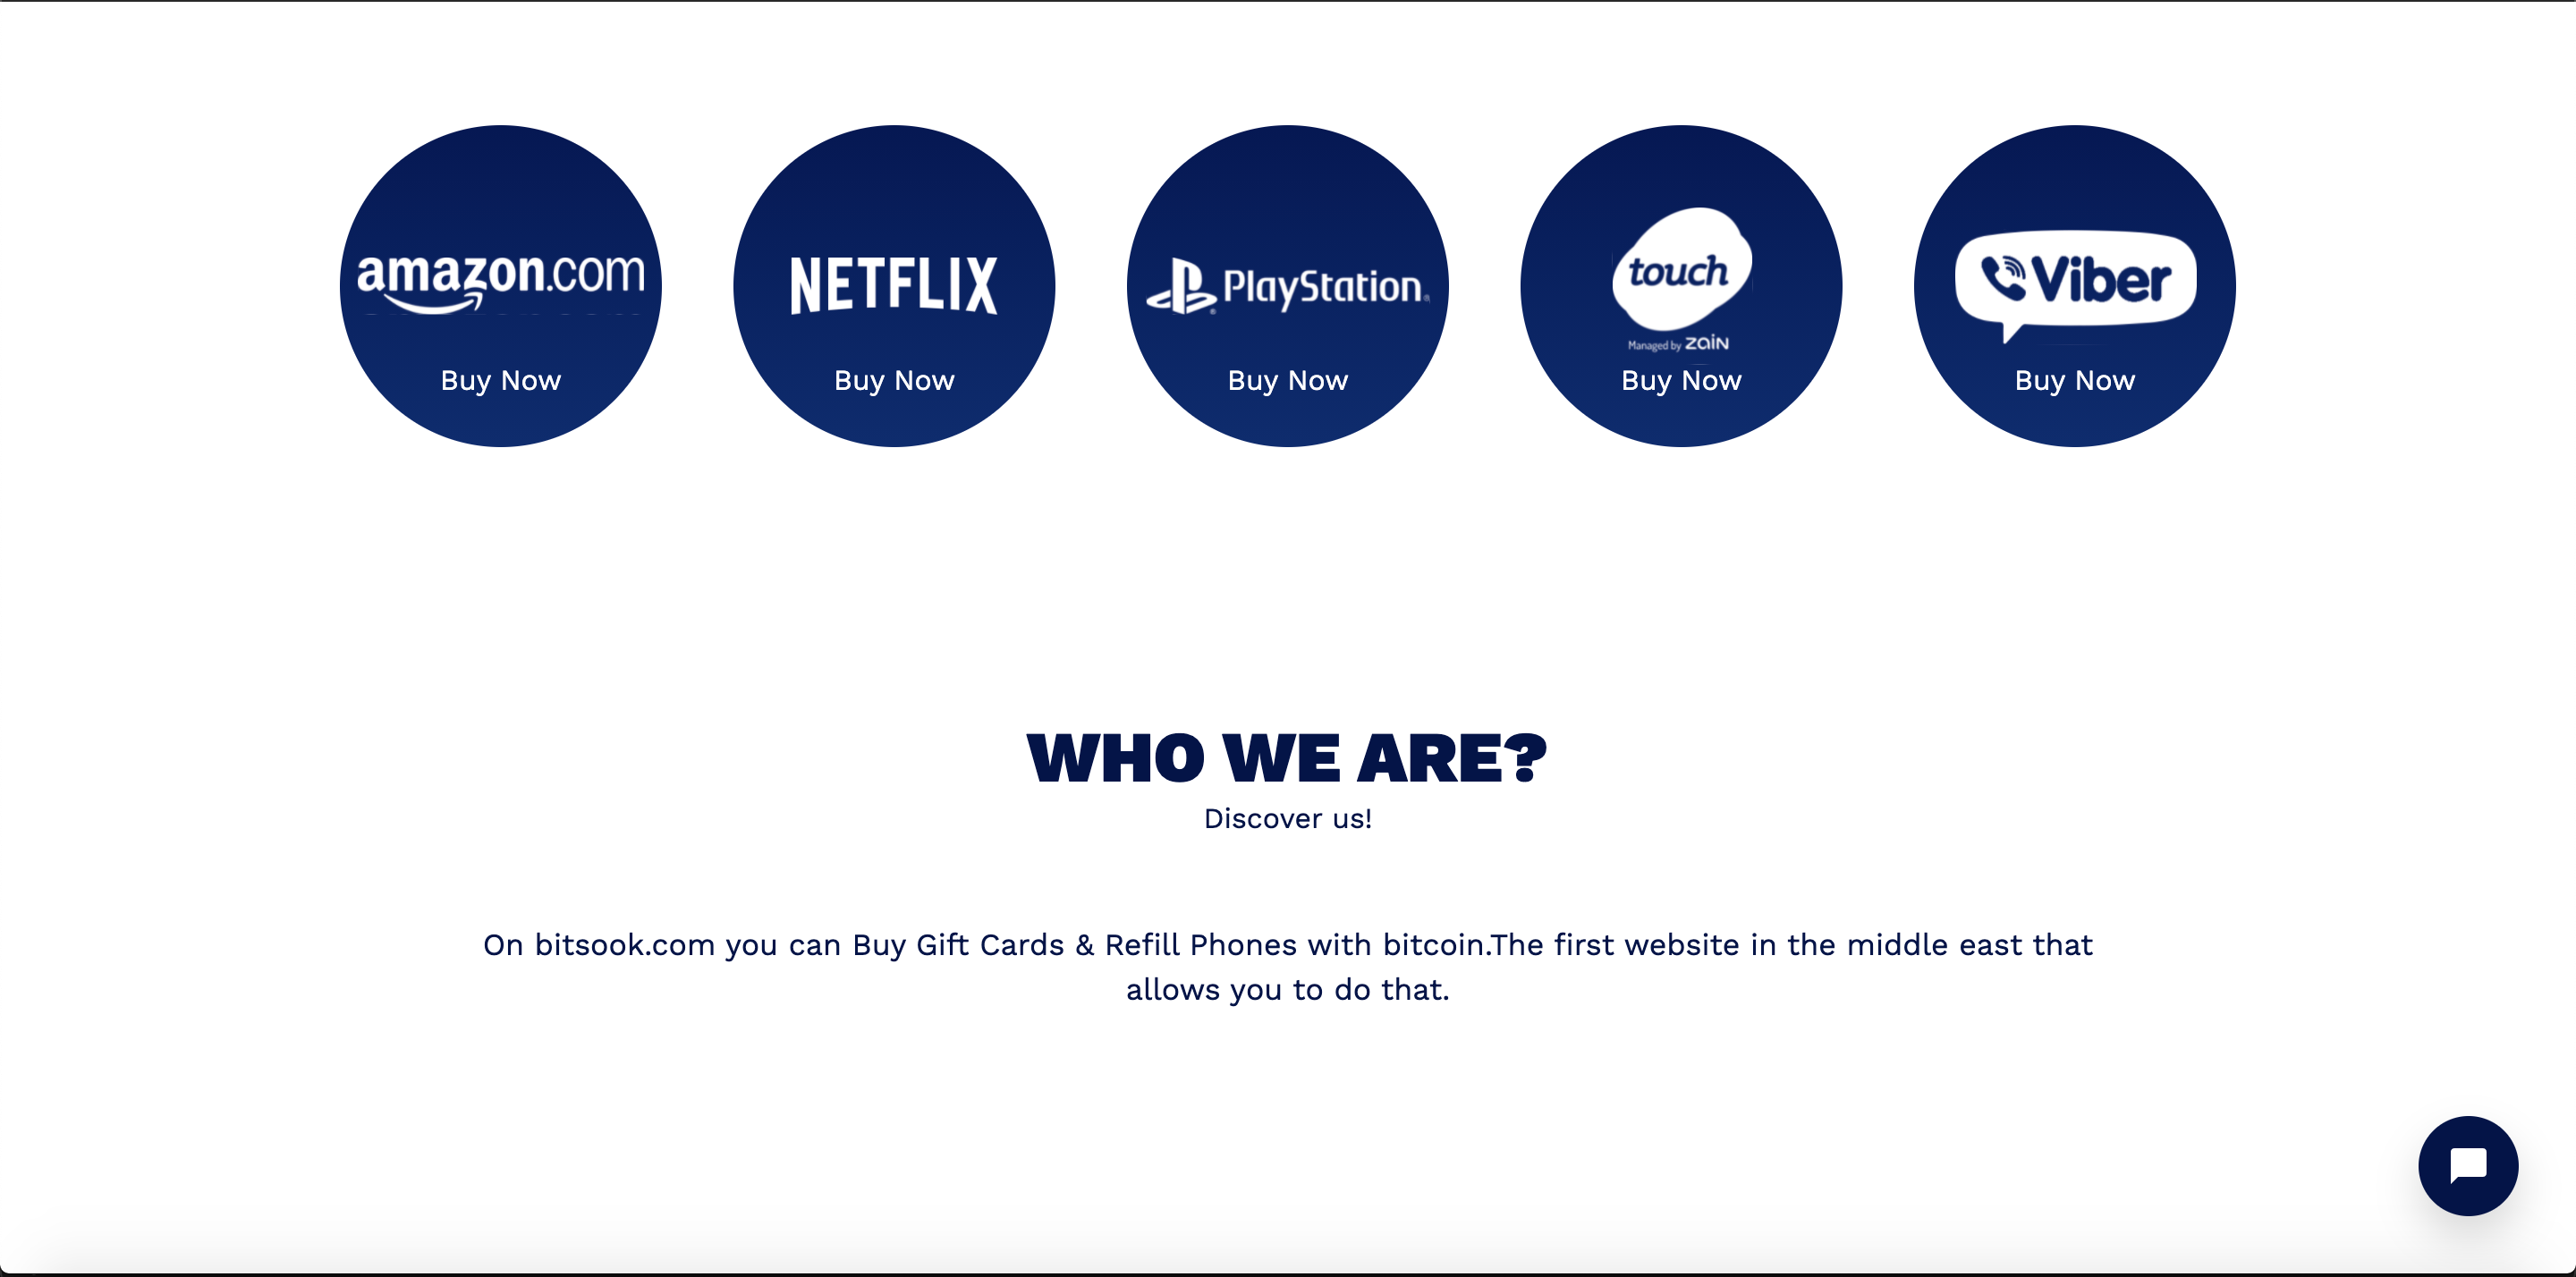 amazon.com
Buy Now
NETFLIX
Buy Now
PlayStation
Buy Now
touch
Managed by zain
Buy Now
Viber
Buy Now
WHO WE ARE?
Discover us!
On bitsook.com you can Buy Gift Cards & Refill Phones with bitcoin.The first website in the middle east that
allows you to do that.